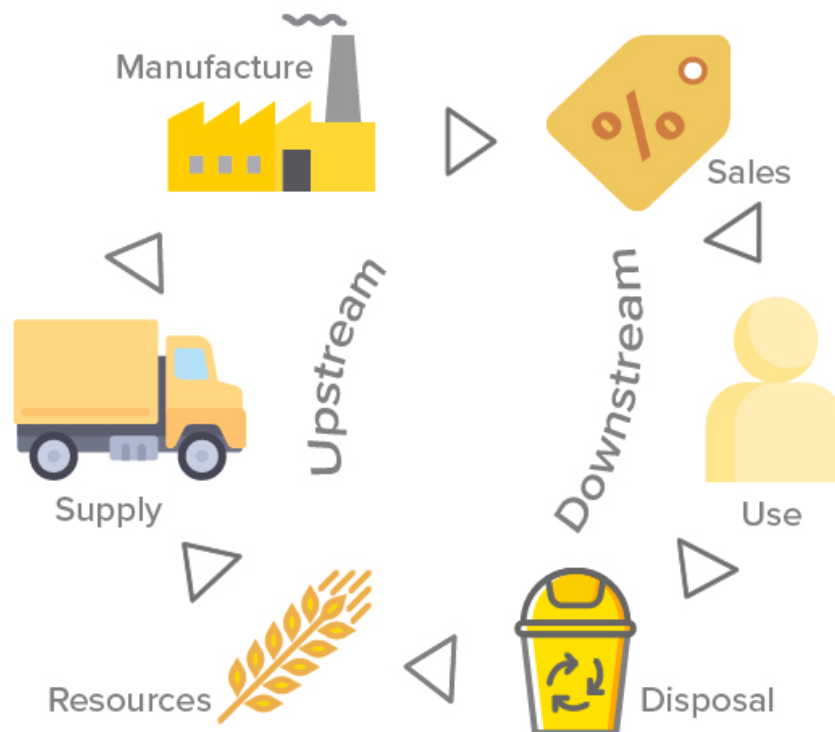 Manufacture
%
Sales
Upstream
Downstream
Supply
Use
Resources
Disposal